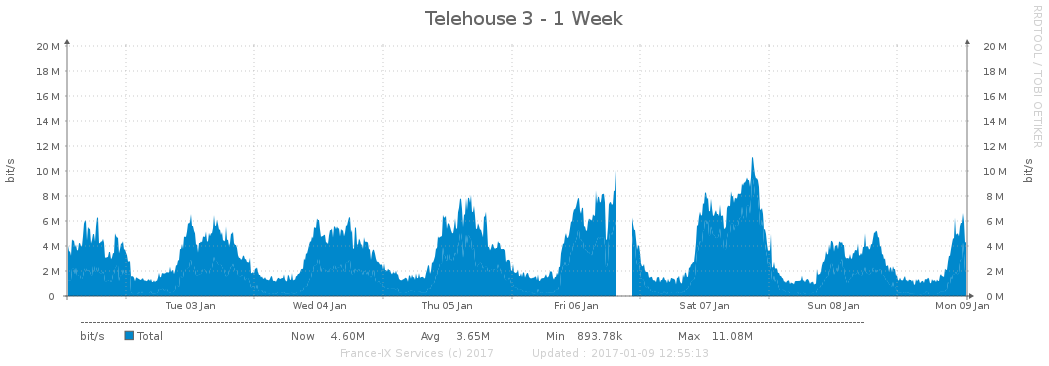 Telehouse 3 - 1 Week
RRDTOOL / TOBI OETIKER
bit/s
20 M 20 M
18 M 18 M
16 M 16 M
14 M 14 M
12 M 12 M
10 M 10 M
8 M 8 M
6 M 6 M
4 M 4 M
2 M 2 M
0 0 M
bit/s
Tue 03 Jan Wed 04 Jan Thu 05 Jan Fri 06 Jan Sat 07 Jan Sun 08 Jan Mon 09 Jan
bit/s Total Now 4.60M Avg 3.65M Min 893.78k Max 11.08M
France-IX Services (c) 2017 Updated : 2017-01-09 12:55:13